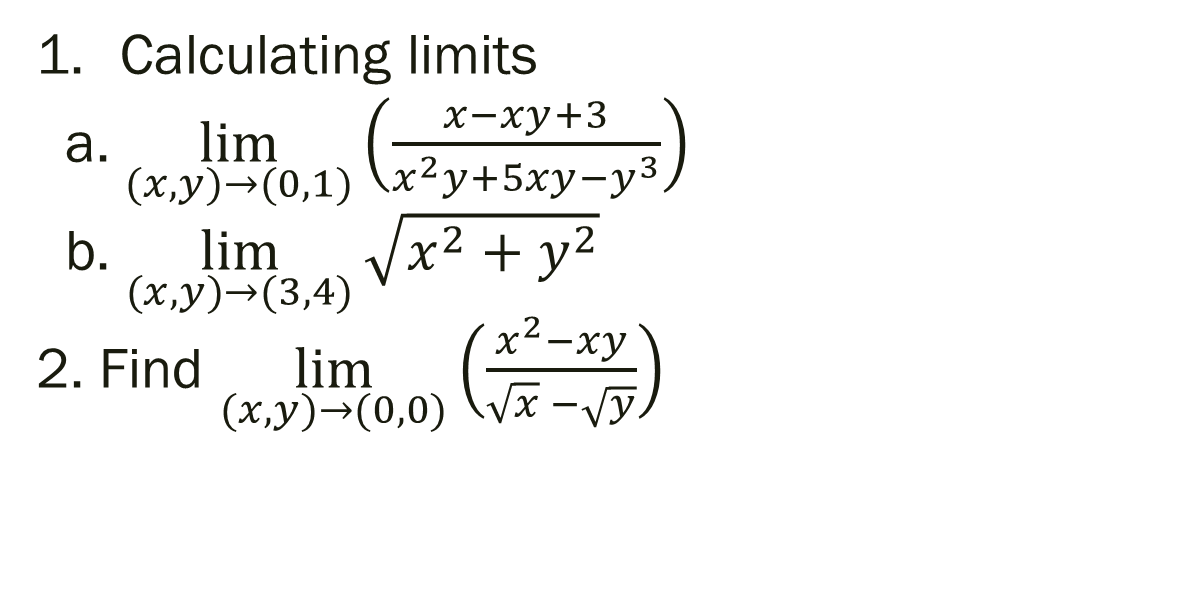 1. Calculating limits
a. lim (x,y)→(0,1) ( (x−xy+3)/(x²y+5xy−y³) )
b. lim (x,y)→(3,4) √(x² + y²)
2. Find lim (x,y)→(0,0) ( (x²−xy)/(√x −√y) )